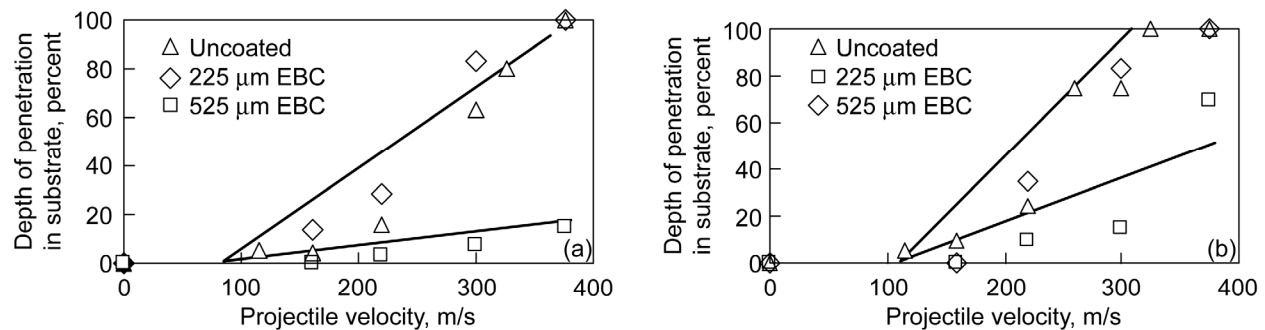 Depth of penetration
in substrate, percent
100
80
60
40
20
0
Uncoated
225 μm EBC
525 μm EBC
(a)
0 100 200 300 400
Projectile velocity, m/s
Depth of penetration
in substrate, percent
100
80
60
40
20
0
Uncoated
225 μm EBC
525 μm EBC
(b)
0 100 200 300 400
Projectile velocity, m/s